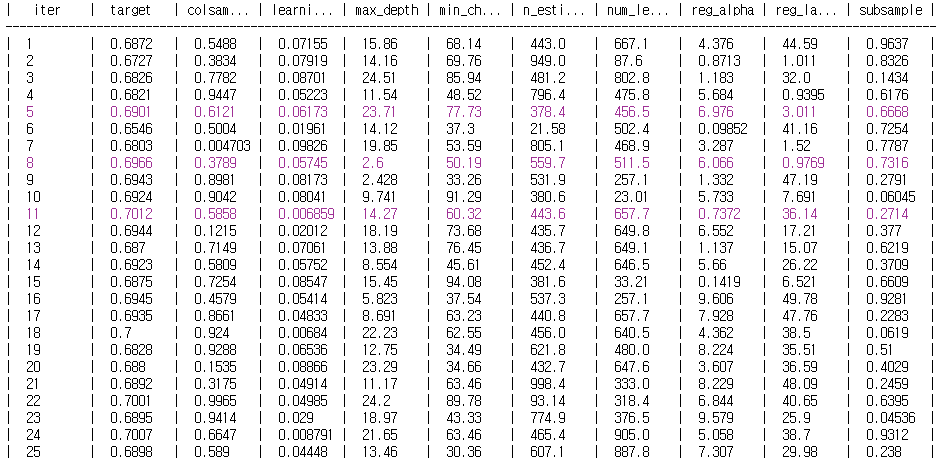 |   iter    |  target   | colsam... | learni... | max_depth | min_ch... | n_esti... | num_le... | reg_alpha | reg_la... | subsample |
-------------------------------------------------------------------------------------------------------------------------------------
|  1        |  0.6872   |  0.5488   |  0.07155  |  15.86    |  68.14    |  443.0    |  667.1    |  4.376    |  44.59    |  0.9637   |
|  2        |  0.6727   |  0.3834   |  0.07919  |  14.16    |  69.76    |  949.0    |  87.6     |  0.8713   |  1.011    |  0.8326   |
|  3        |  0.6826   |  0.7782   |  0.08701  |  24.51    |  85.94    |  481.2    |  802.8    |  1.183    |  32.0     |  0.1434   |
|  4        |  0.6821   |  0.9447   |  0.05223  |  11.54    |  48.52    |  796.4    |  475.8    |  5.684    |  0.9395   |  0.6176   |
|  5        |  0.6901   |  0.6121   |  0.06173  |  23.71    |  77.73    |  378.4    |  456.5    |  6.976    |  3.011    |  0.6668   |
|  6        |  0.6546   |  0.5004   |  0.01961  |  14.12    |  37.3     |  21.58    |  502.4    |  0.09852  |  41.16    |  0.7254   |
|  7        |  0.6803   |  0.004703 |  0.09826  |  19.85    |  53.59    |  805.1    |  468.9    |  3.287    |  1.52     |  0.7787   |
|  8        |  0.6966   |  0.3789   |  0.05745  |  2.6      |  50.19    |  559.7    |  511.5    |  6.066    |  0.9769   |  0.7316   |
|  9        |  0.6943   |  0.8981   |  0.08173  |  2.428    |  33.26    |  531.9    |  257.1    |  1.332    |  47.19    |  0.2791   |
|  10       |  0.6924   |  0.9042   |  0.08041  |  9.741    |  91.29    |  380.6    |  23.01    |  5.733    |  7.691    |  0.06045  |
|  11       |  0.7012   |  0.5858   |  0.006859 |  14.27    |  60.32    |  443.6    |  657.7    |  0.7372   |  36.14    |  0.2714   |
|  12       |  0.6944   |  0.1215   |  0.02012  |  18.19    |  73.68    |  435.7    |  649.8    |  6.552    |  17.21    |  0.377    |
|  13       |  0.687    |  0.7149   |  0.07061  |  13.88    |  76.45    |  436.7    |  649.1    |  1.137    |  15.07    |  0.6219   |
|  14       |  0.6923   |  0.5809   |  0.05752  |  8.554    |  45.61    |  452.4    |  646.5    |  5.66     |  26.22    |  0.3709   |
|  15       |  0.6875   |  0.7254   |  0.08547  |  15.45    |  94.08    |  381.6    |  33.21    |  0.1419   |  6.521    |  0.6609   |
|  16       |  0.6945   |  0.4579   |  0.05414  |  5.823    |  37.54    |  537.3    |  257.1    |  9.606    |  49.78    |  0.9281   |
|  17       |  0.6935   |  0.8661   |  0.04833  |  8.691    |  63.23    |  440.8    |  657.7    |  7.928    |  47.76    |  0.2283   |
|  18       |  0.7      |  0.924    |  0.00684  |  22.23    |  62.55    |  456.0    |  640.5    |  4.362    |  38.5     |  0.0619   |
|  19       |  0.6828   |  0.9288   |  0.06536  |  12.75    |  34.49    |  621.8    |  480.0    |  8.224    |  35.51    |  0.51     |
|  20       |  0.688    |  0.1535   |  0.08866  |  23.29    |  34.66    |  432.7    |  647.6    |  3.607    |  36.59    |  0.4029   |
|  21       |  0.6892   |  0.3175   |  0.04914  |  11.17    |  63.46    |  998.4    |  333.0    |  8.229    |  48.09    |  0.2459   |
|  22       |  0.7001   |  0.9965   |  0.04985  |  24.2     |  89.78    |  93.14    |  318.4    |  6.844    |  40.65    |  0.6395   |
|  23       |  0.6895   |  0.9414   |  0.029    |  18.97    |  43.33    |  774.9    |  376.5    |  9.579    |  25.9     |  0.04536  |
|  24       |  0.7007   |  0.6647   |  0.008791 |  21.65    |  63.46    |  465.4    |  905.0    |  5.058    |  38.7     |  0.9312   |
|  25       |  0.6898   |  0.589    |  0.04448  |  13.46    |  30.36    |  607.1    |  887.8    |  7.307    |  29.98    |  0.238    |